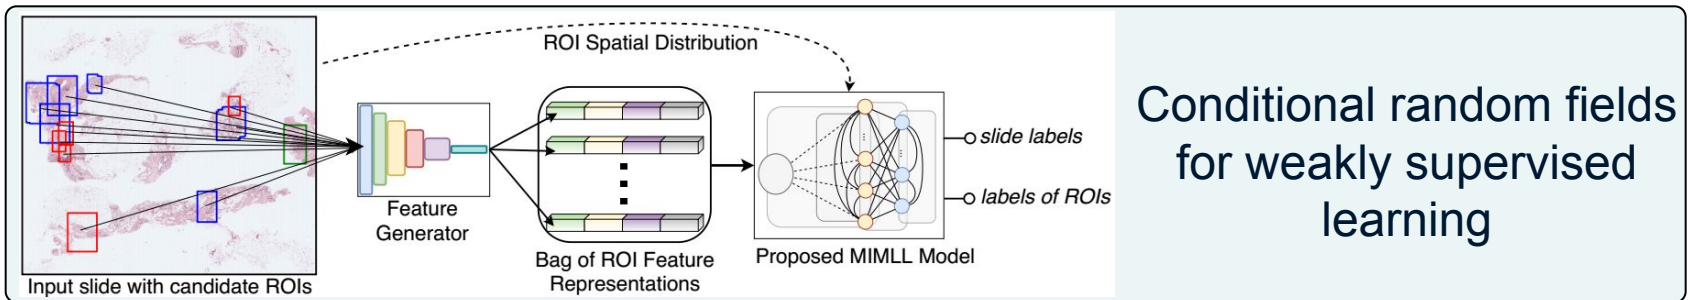 ROI Spatial Distribution
slide labels
labels of ROIs
Feature
Generator
Bag of ROI Feature
Representations
Proposed MIMLL Model
Input slide with candidate ROIs
Conditional random fields
for weakly supervised
learning